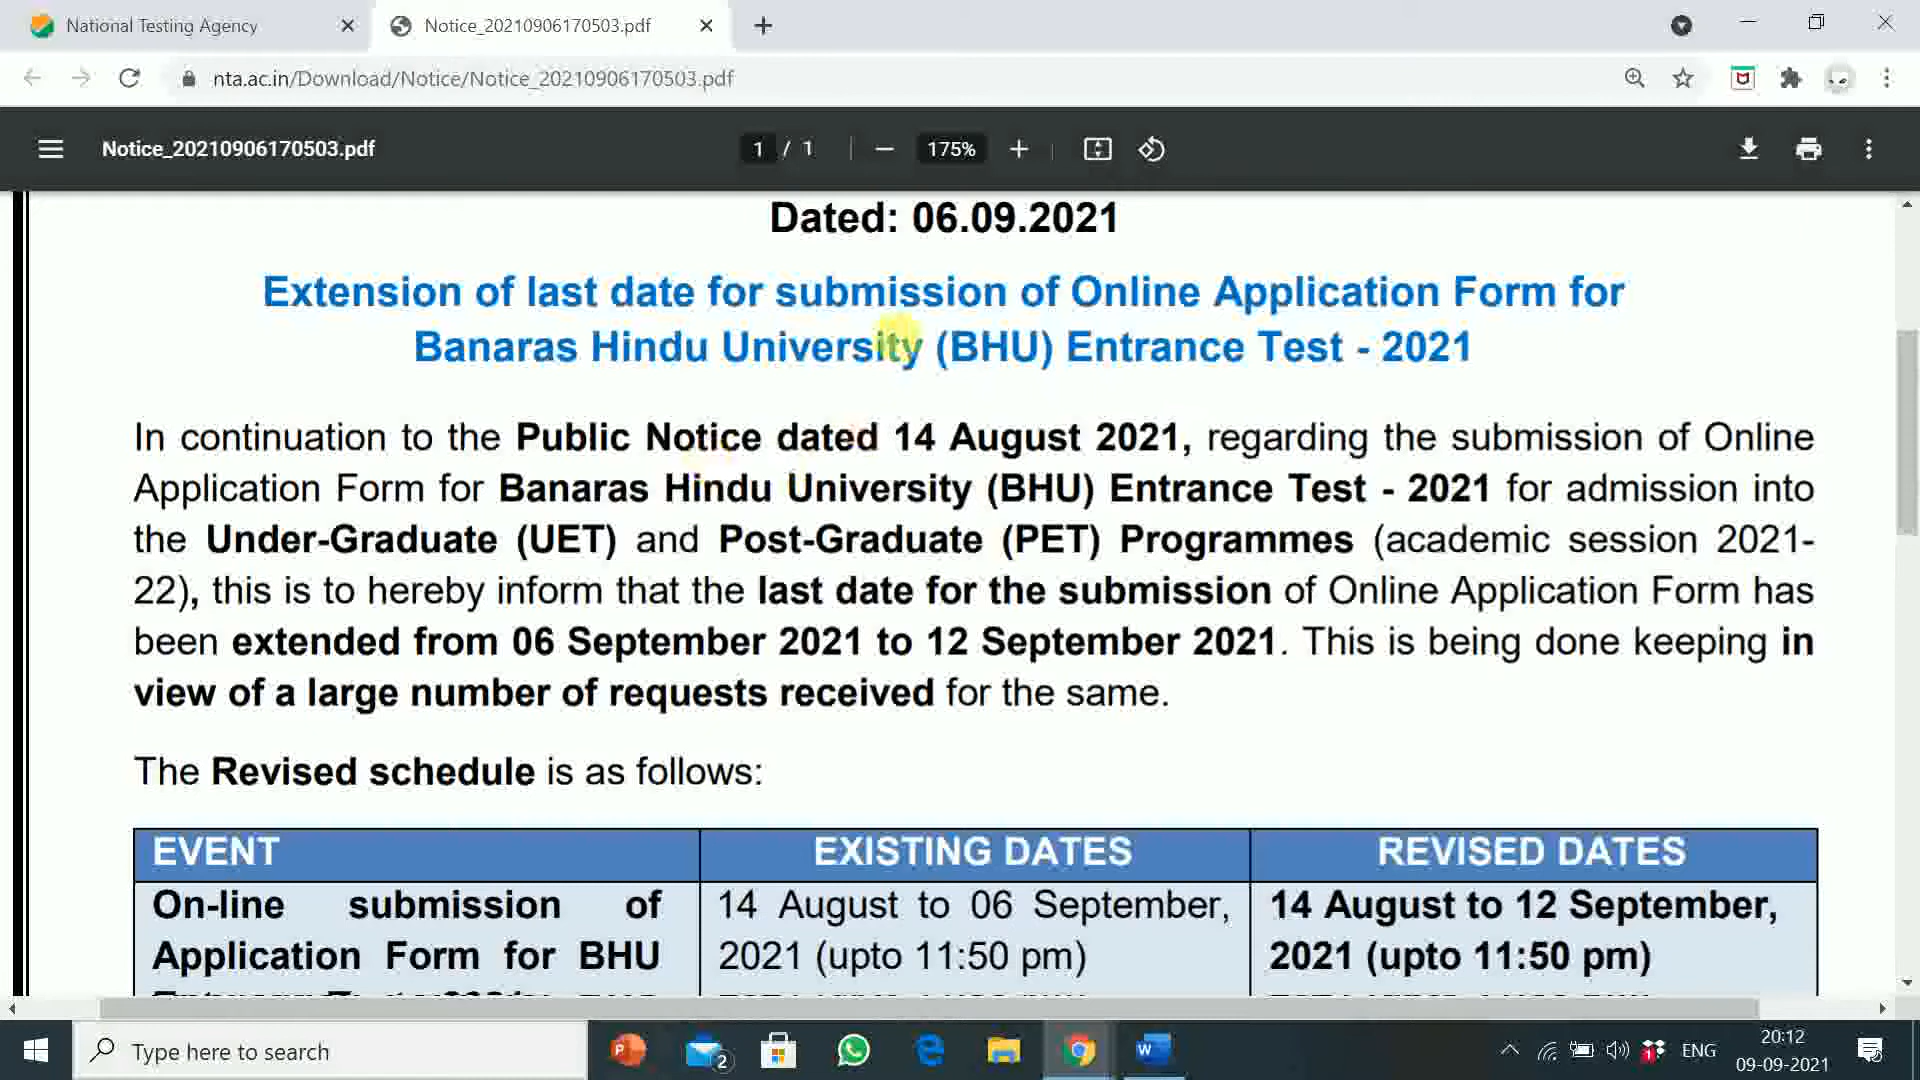 National Testing Agency
Notice_20210906170503.pdf
nta.ac.in/Download/Notice/Notice_20210906170503.pdf
Notice_20210906170503.pdf
1 / 1
175%
Dated: 06.09.2021
Extension of last date for submission of Online Application Form for
Banaras Hindu University (BHU) Entrance Test - 2021
In continuation to the Public Notice dated 14 August 2021, regarding the submission of Online
Application Form for Banaras Hindu University (BHU) Entrance Test - 2021 for admission into
the Under-Graduate (UET) and Post-Graduate (PET) Programmes (academic session 2021-
22), this is to hereby inform that the last date for the submission of Online Application Form has
been extended from 06 September 2021 to 12 September 2021. This is being done keeping in
view of a large number of requests received for the same.
The Revised schedule is as follows:
EVENT EXISTING DATES REVISED DATES
On-line submission of 14 August to 06 September, 14 August to 12 September,
Application Form for BHU 2021 (upto 11:50 pm) 2021 (upto 11:50 pm)
Type here to search
P
2
W
1
ENG
20:12
09-09-2021